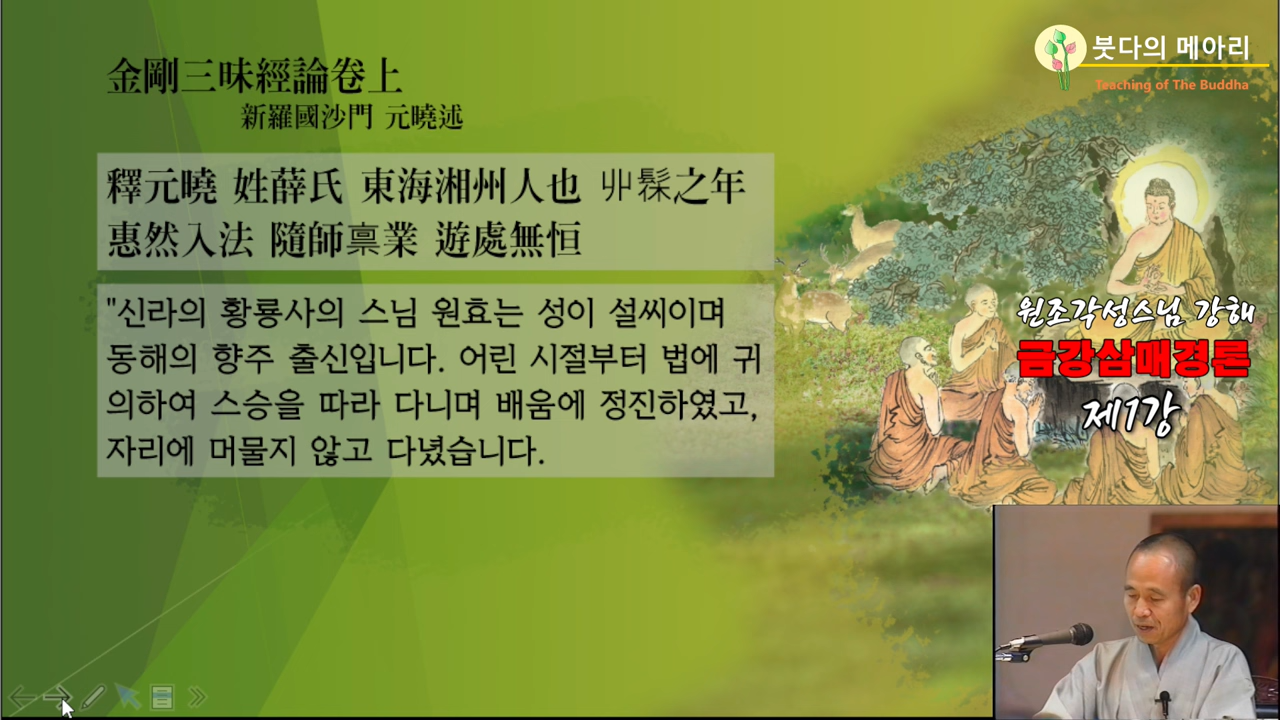 金剛三昧經論卷上
新羅國沙門 元曉述
釋元曉 姓薛氏 東海湘州人也 丱髹之年
惠然入法 隨師禀業 遊處無恒
"신라의 황룡사의 스님 원효는 성이 설씨이며
동해의 향주 출신입니다. 어린 시절부터 법에 귀
의하여 스승을 따라 다니며 배움에 정진하였고,
자리에 머물지 않고 다녔습니다.
붓다의 메아리
Teaching of The Buddha
원조각성스님 강해
금강삼매경론
제1강